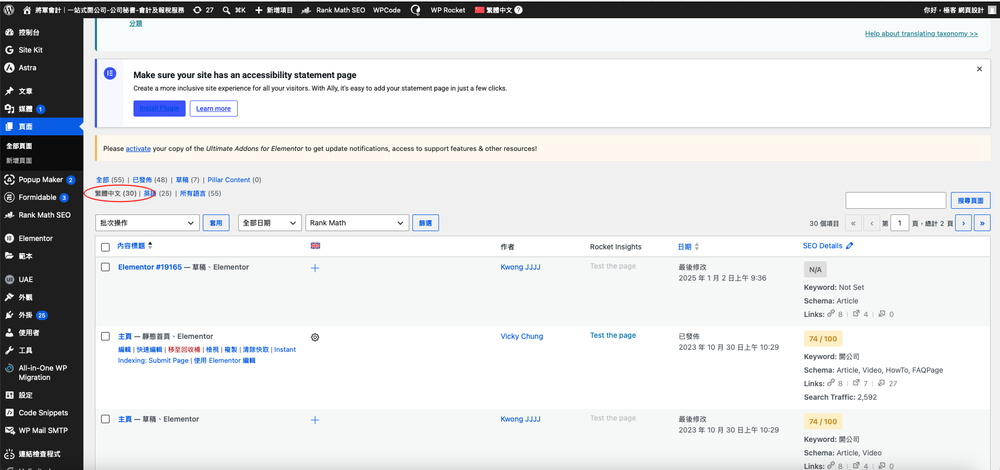 將軍會計｜一站式開公司-公司秘書-會計及報稅服務 27 ⌘K 新增項目 Rank Math SEO WPCode WP Rocket 繁體中文 ? 你好，極客 網頁設計
控制台
Site Kit
Astra
文章
媒體 1
頁面
全部頁面
新增頁面
Popup Maker 2
Formidable 3
Rank Math SEO
Elementor
範本
UAE
外觀
外掛 25
使用者
工具
All-in-One WP
Migration
設定
Code Snippets
WP Mail SMTP
連結檢查程式
分類
Help about translating taxonomy >>
Make sure your site has an accessibility statement page
Create a more inclusive site experience for all your visitors. With Ally, it's easy to add your statement page in just a few clicks.
Install Plugin Learn more
Please activate your copy of the Ultimate Addons for Elementor to get update notifications, access to support features & other resources!
全部 (55) | 已發佈 (48) | 草稿 (7) | Pillar Content (0)
繁體中文 (30) | 英語 (25) | 所有語言 (55)
搜尋頁面
批次操作 套用 全部日期 Rank Math 篩選 30 個項目 « ‹ 第 1 頁，總計 2 頁 › »
內容標題 作者 Rocket Insights 日期 SEO Details
Elementor #19165 — 草稿、Elementor
Kwong JJJJ
Test the page
最後修改
2025 年 1 月 2 日上午 9:36
N/A
Keyword: Not Set
Schema: Article
Links: 8 | 4 | 0
主頁 — 靜態首頁、Elementor
編輯 | 快速編輯 | 移至回收桶 | 檢視 | 複製 | 清除快取 | Instant
Indexing: Submit Page | 使用 Elementor 編輯
Vicky Chung
Test the page
已發佈
2023 年 10 月 30 日上午 10:29
74 / 100
Keyword: 開公司
Schema: Article, Video, HowTo, FAQPage
Links: 8 | 7 | 27
Search Traffic: 2,592
主頁 — 草稿、Elementor
Kwong JJJJ
Test the page
最後修改
2023 年 10 月 30 日上午 10:29
74 / 100
Keyword: 開公司
Schema: Article, Video
Links: 8 | 4 | 0